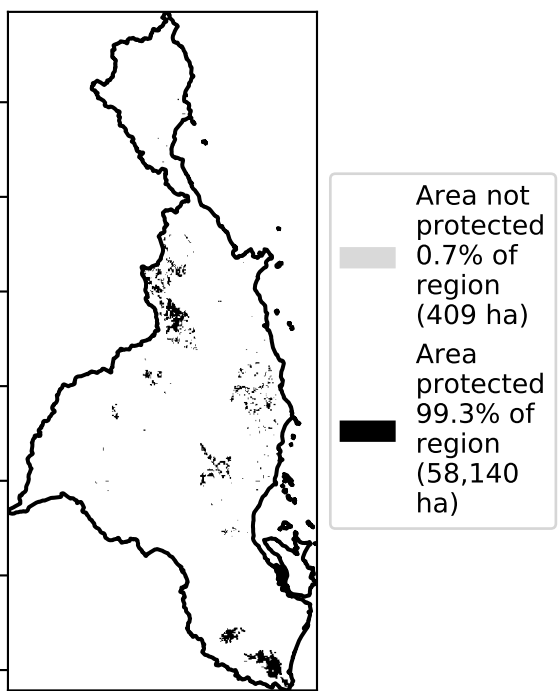 Area not
protected
0.7% of
region
(409 ha)
Area
protected
99.3% of
region
(58,140
ha)